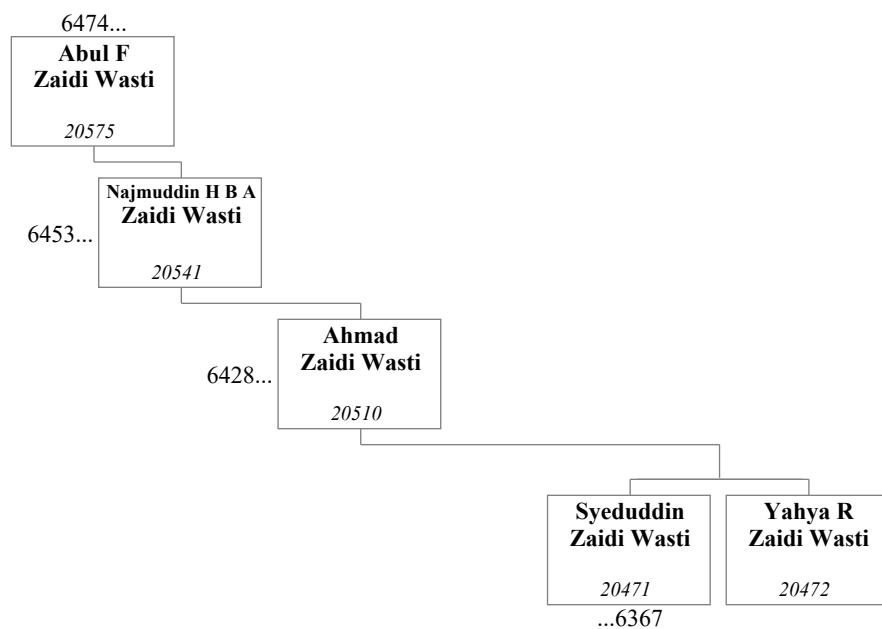 6474...
Abul F
Zaidi Wasti
20575
Najmuddin H B A
Zaidi Wasti
6453...
20541
Ahmad
Zaidi Wasti
6428...
20510
Syeduddin
Zaidi Wasti
20471
...6367
Yahya R
Zaidi Wasti
20472